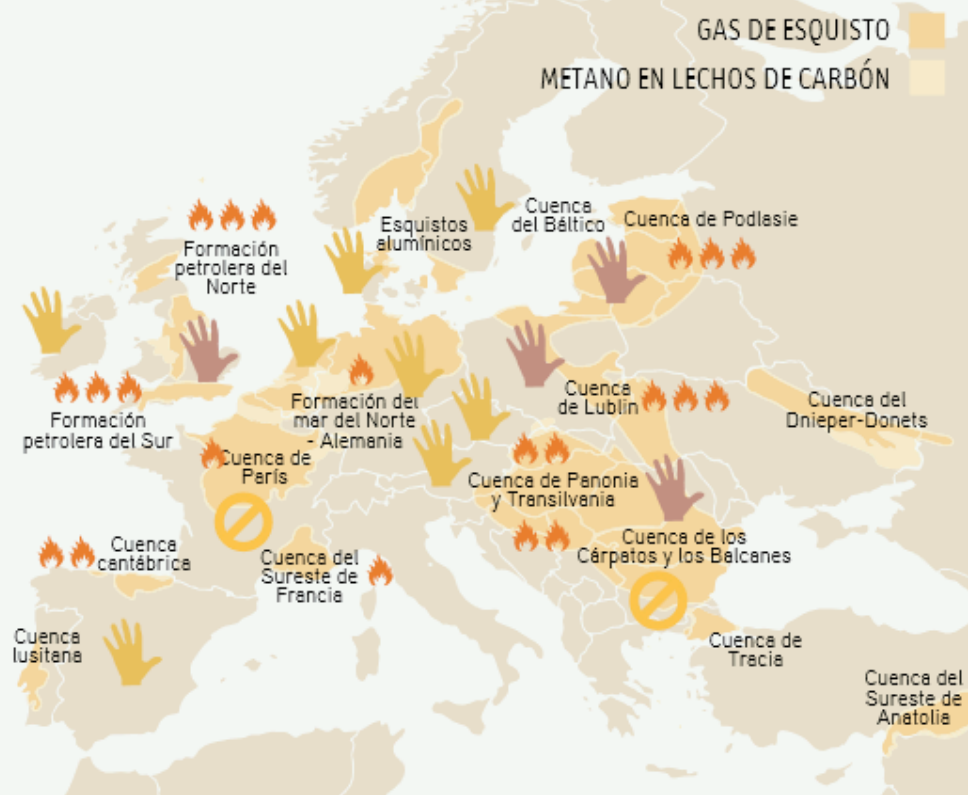 GAS DE ESQUISTO
METANO EN LECHOS DE CARBÓN
Formación
petrolera del
Norte
Esquistos
alumínicos
Cuenca
del Báltico
Cuenca de Podlasie
Formación
petrolera del Sur
Formación del
mar del Norte
- Alemania
Cuenca
de Lublin
Cuenca del
Dnieper-Donets
Cuenca de
París
Cuenca de Panonia
y Transilvania
Cuenca
cantábrica
Cuenca del
Sureste de
Francia
Cuenca de los
Cárpatos y los Balcanes
Cuenca
lusitana
Cuenca de
Tracia
Cuenca del
Sureste de
Anatolia